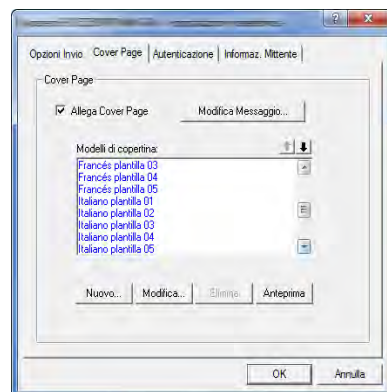 Opzioni Invio Cover Page Autenticazione Informaz. Mittente
Cover Page
Allega Cover Page Modifica Messaggio...
Modelli di copertina:
Francés plantilla 03
Francés plantilla 04
Francés plantilla 05
Italiano plantilla 01
Italiano plantilla 02
Italiano plantilla 03
Italiano plantilla 04
Italiano plantilla 05
Nuovo... Modifica... Elimina Anteprima
OK Annulla